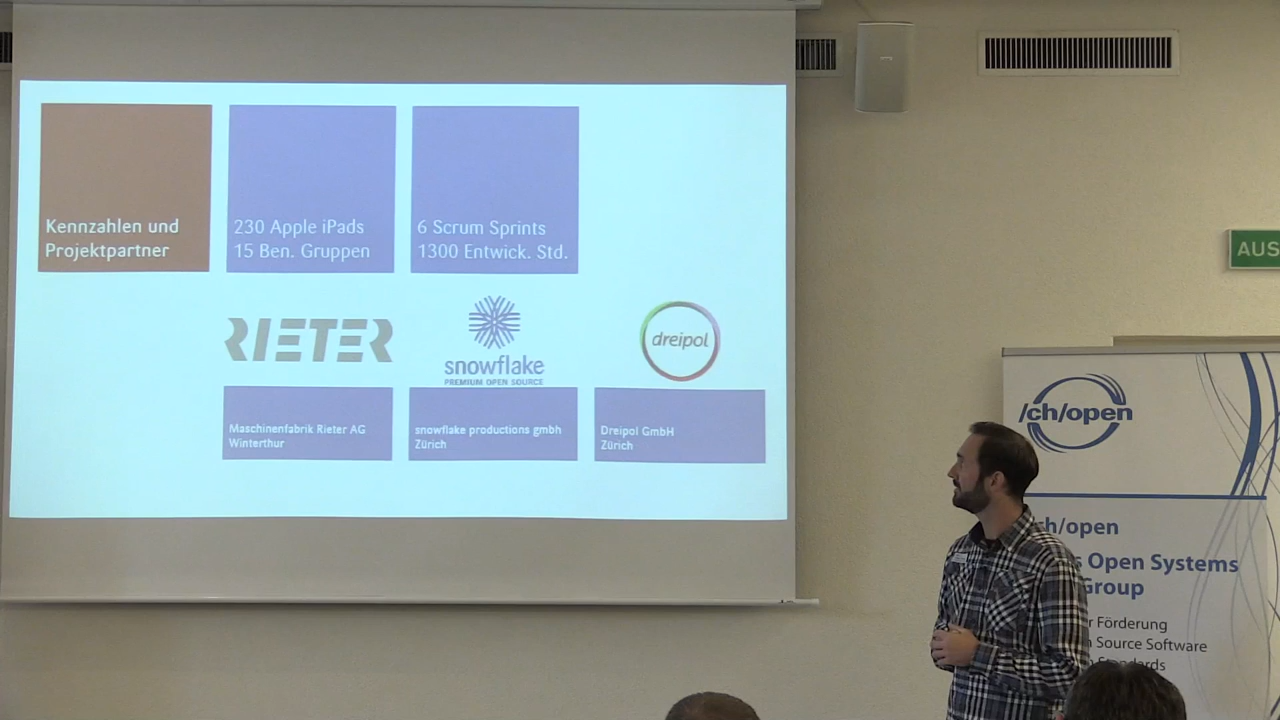 Kennzahlen und
Projektpartner
230 Apple iPads
15 Ben. Gruppen
6 Scrum Sprints
1300 Entwick. Std.
RIETER
snowflake
PREMIUM OPEN SOURCE
dreipol
Maschinenfabrik Rieter AG
Winterthur
snowflake productions gmbh
Zürich
Dreipol GmbH
Zürich
AUS
/ch/open
ch/open
s Open Systems
Group
r Förderung
n Source Software
Standards